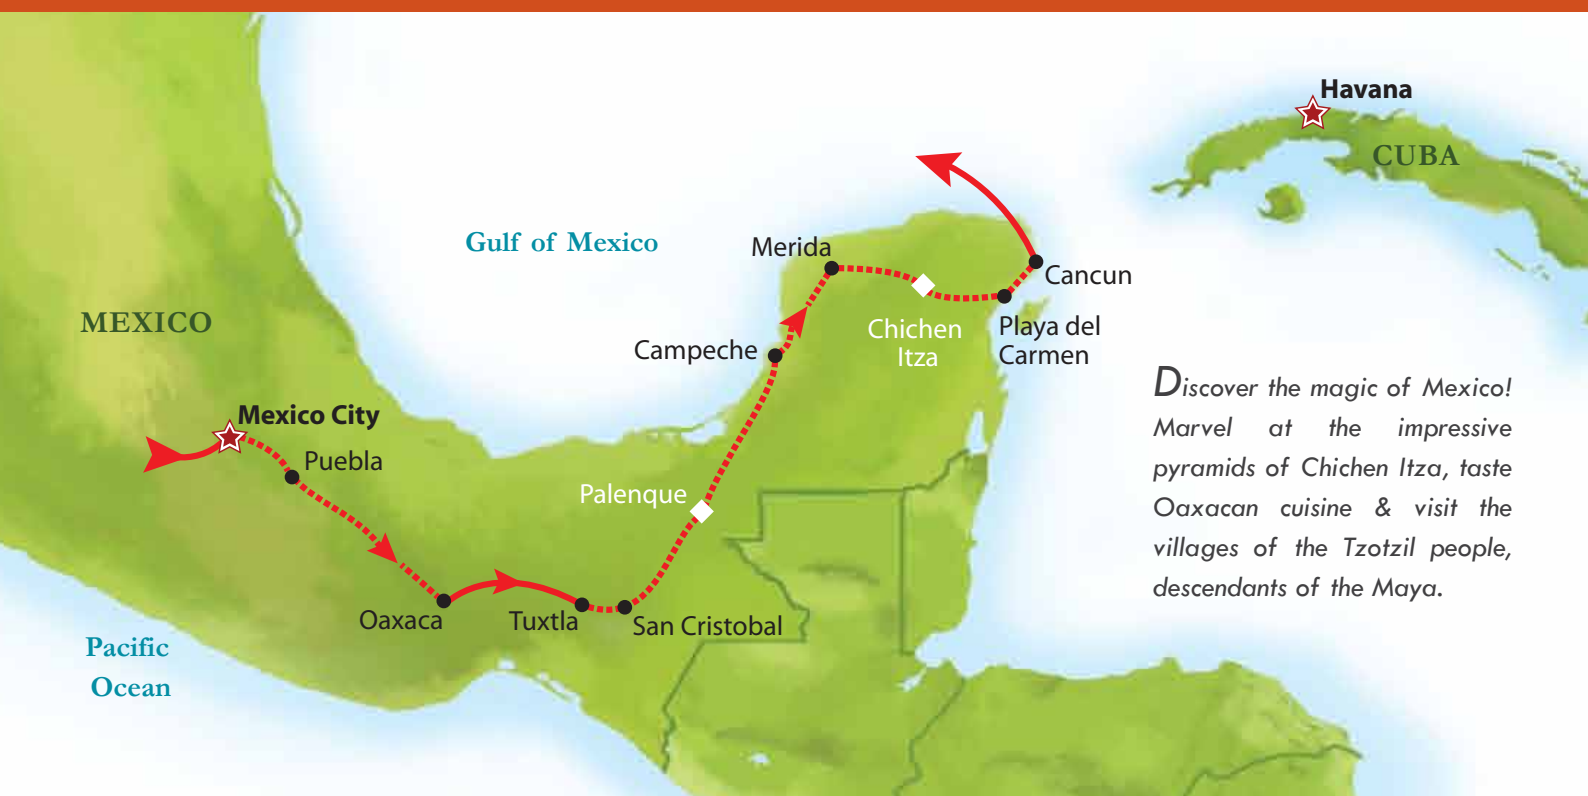 Havana
CUBA
Gulf of Mexico
Merida
Cancun
MEXICO
Chichen
Itza
Playa del
Carmen
Campeche
Mexico City
Puebla
Palenque
Oaxaca
Tuxtla
San Cristobal
Pacific
Ocean
Discover the magic of Mexico!
Marvel at the impressive
pyramids of Chichen Itza, taste
Oaxacan cuisine & visit the
villages of the Tzotzil people,
descendants of the Maya.